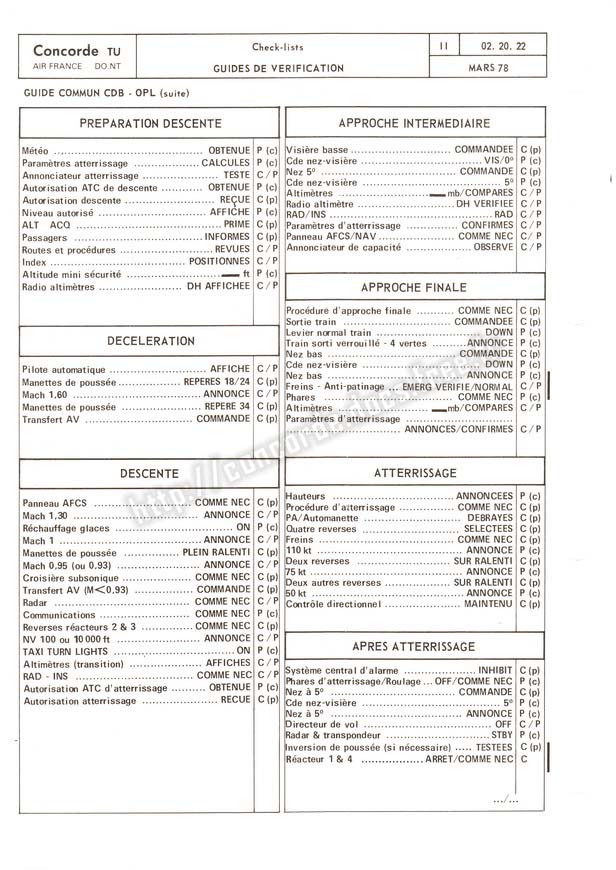 Concorde TU
AIR FRANCE DO.NT
Check-lists
GUIDES DE VERIFICATION
II
02. 20. 22
MARS 78
GUIDE COMMUN CDB - OPL (suite)
PREPARATION DESCENTE
Météo .................... OBTENUE P (c)
Paramètres atterrissage .................... CALCULES P (c)
Annonciateur atterrissage .................... TESTE C / P
Autorisation ATC de descente .................... OBTENUE P (c)
Autorisation descente .................... REÇUE C (p)
Niveau autorisé .................... AFFICHE P (c)
ALT ACQ .................... PRIME C (p)
Passagers .................... INFORMES C (p)
Routes et procédures .................... REVUES C / P
Index .................... POSITIONNES C / P
Altitude mini sécurité .................... ft P (c)
Radio altimètres .................... DH AFFICHEE C / P
DECELERATION
Pilote automatique .................... AFFICHE C / P
Manettes de poussée .................... REPERES 18/24 C (p)
Mach 1,60 .................... ANNONCE C / P
Manettes de poussée .................... REPERE 34 C (p)
Transfert AV .................... COMMANDE C (p)
DESCENTE
Panneau AFCS .................... COMME NEC C (p)
Mach 1,30 .................... ANNONCE C / P
Réchauffage glaces .................... ON P (c)
Mach 1 .................... ANNONCE C / P
Manettes de poussée .................... PLEIN RALENTI C (p)
Mach 0,95 (ou 0.93) .................... ANNONCE C / P
Croisière subsonique .................... COMME NEC C (p)
Transfert AV (M<0.93) .................... COMMANDE C (p)
Radar .................... COMME NEC C / P
Communications .................... COMME NEC P (c)
Reverses réacteurs 2 & 3 .................... COMME NEC C (p)
NV 100 ou 10 000 ft .................... ANNONCE C / P
TAXI TURN LIGHTS .................... ON P (c)
Altimètres (transition) .................... AFFICHES C / P
RAD - INS .................... COMME NEC C / P
Autorisation ATC d'atterrissage .................... OBTENUE P (c)
Autorisation atterrissage .................... RECUE C (p)
APPROCHE INTERMEDIAIRE
Visière basse .................... COMMANDEE C (p)
Cde nez-visière .................... VIS/0° P (c)
Nez 5° .................... COMMANDE C (p)
Cde nez-visière .................... 5° P (c)
Altimètres .................... mb/COMPARES C / P
Radio altimètre .................... DH VERIFIEE C / P
RAD/INS .................... RAD C / P
Paramètres d'atterrissage .................... CONFIRMES C / P
Panneau AFCS/NAV .................... COMME NEC C / P
Annonciateur de capacité .................... OBSERVE C / P
APPROCHE FINALE
Procédure d'approche finale .................... COMME NEC C (p)
Sortie train .................... COMMANDEE C (p)
Levier normal train .................... DOWN P (c)
Train sorti verrouillé - 4 vertes .................... ANNONCE P (c)
Nez bas .................... COMMANDE C (p)
Cde nez-visière .................... DOWN P (c)
Nez bas .................... ANNONCE P (c)
Freins - Anti-patinage ... EMERG VERIFIE/NORMAL C / P
Phares .................... COMME NEC P (c)
Altimètres .................... mb/COMPARES C / P
Paramètres d'atterrissage ....................
.................... ANNONCES/CONFIRMES C / P
ATTERRISSAGE
Hauteurs .................... ANNONCEES P (c)
Procédure d'atterrissage .................... COMME NEC C (p)
PA/Automanette .................... DEBRAYES C (p)
Quatre reverses .................... SELECTEES C (p)
Freins .................... COMME NEC C (p)
110 kt .................... ANNONCE P (c)
Deux reverses .................... SUR RALENTI C (p)
75 kt .................... ANNONCE P (c)
Deux autres reverses .................... SUR RALENTI C (p)
50 kt .................... ANNONCE P (c)
Contrôle directionnel .................... MAINTENU C (p)
APRES ATTERRISSAGE
Système central d'alarme .................... INHIBIT C (p)
Phares d'atterrissage/Roulage ... OFF/COMME NEC P (c)
Nez à 5° .................... COMMANDE C (p)
Cde nez-visière .................... 5° P (c)
Nez à 5° .................... ANNONCE P (c)
Directeur de vol .................... OFF C / P
Radar & transpondeur .................... STBY P (c)
Inversion de poussée (si nécessaire) ..... TESTEES C (p)
Réacteur 1 & 4 .................... ARRET/COMME NEC C
.../...